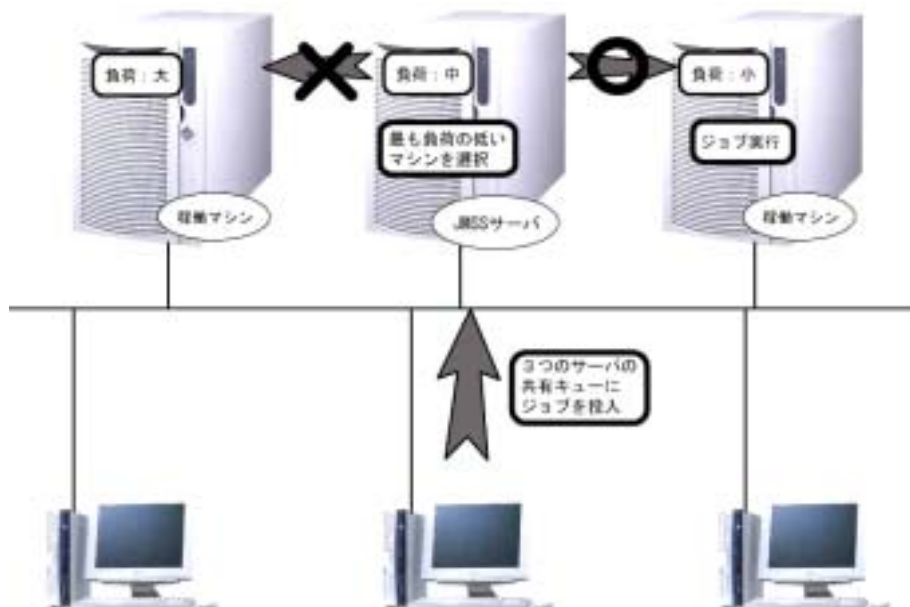 負荷：大
負荷：中
負荷：小
最も負荷の低い
マシンを選択
ジョブ実行
稼働マシン
JMSSサーバ
稼働マシン
３つのサーバの
共有キューに
ジョブを投入